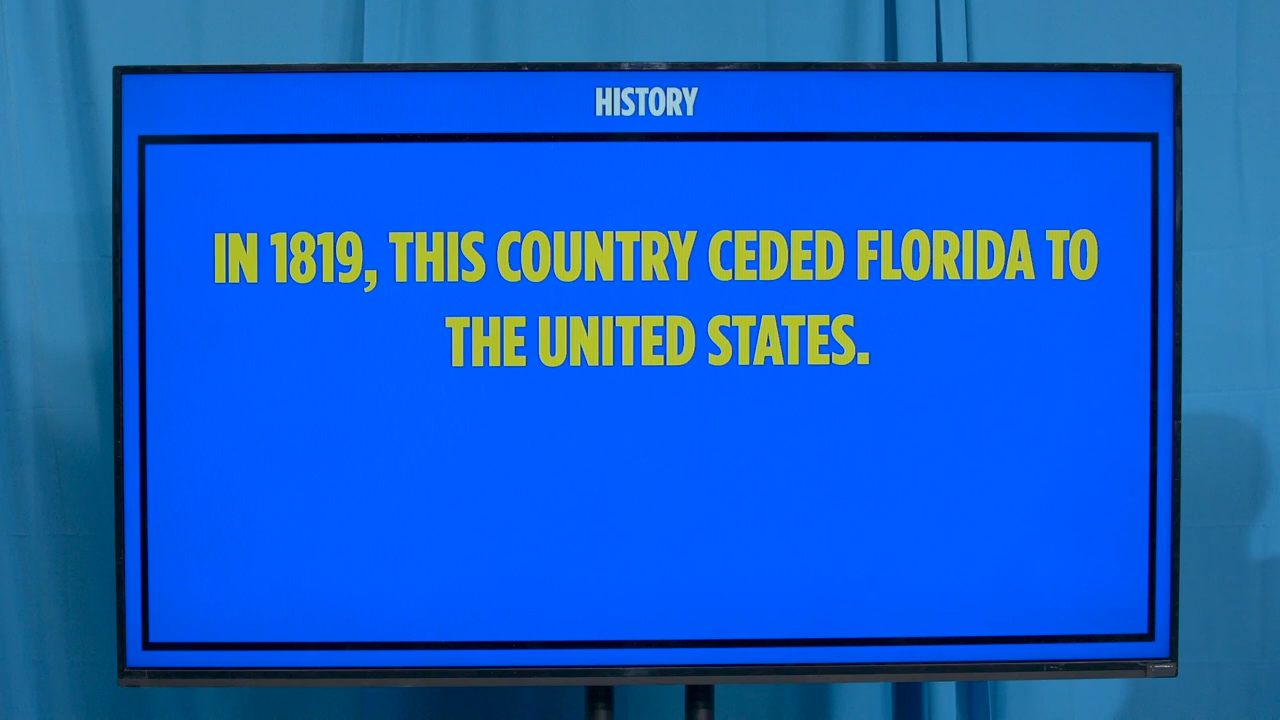 HISTORY
IN 1819, THIS COUNTRY CEDED FLORIDA TO
THE UNITED STATES.